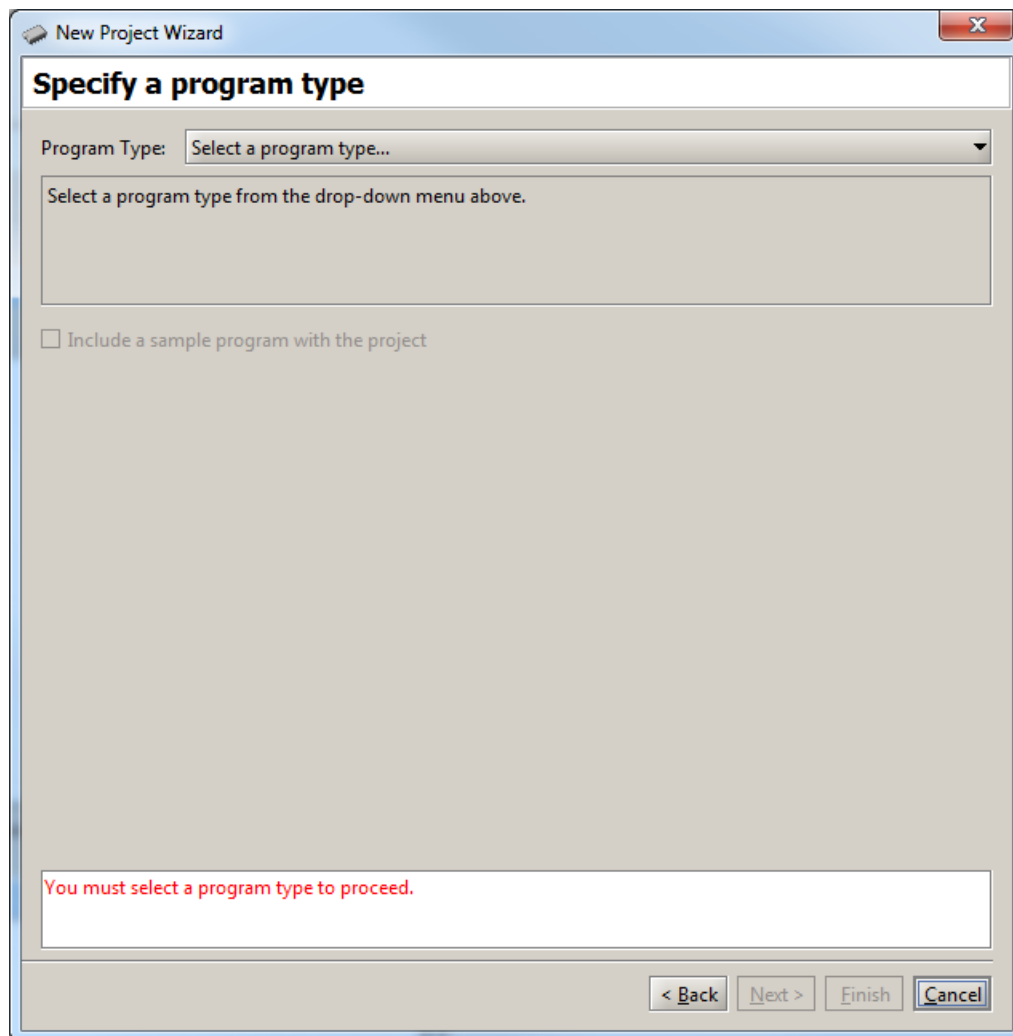 New Project Wizard
Specify a program type
Program Type: Select a program type...
Select a program type from the drop-down menu above.
Include a sample program with the project
You must select a program type to proceed.
< Back Next > Finish Cancel